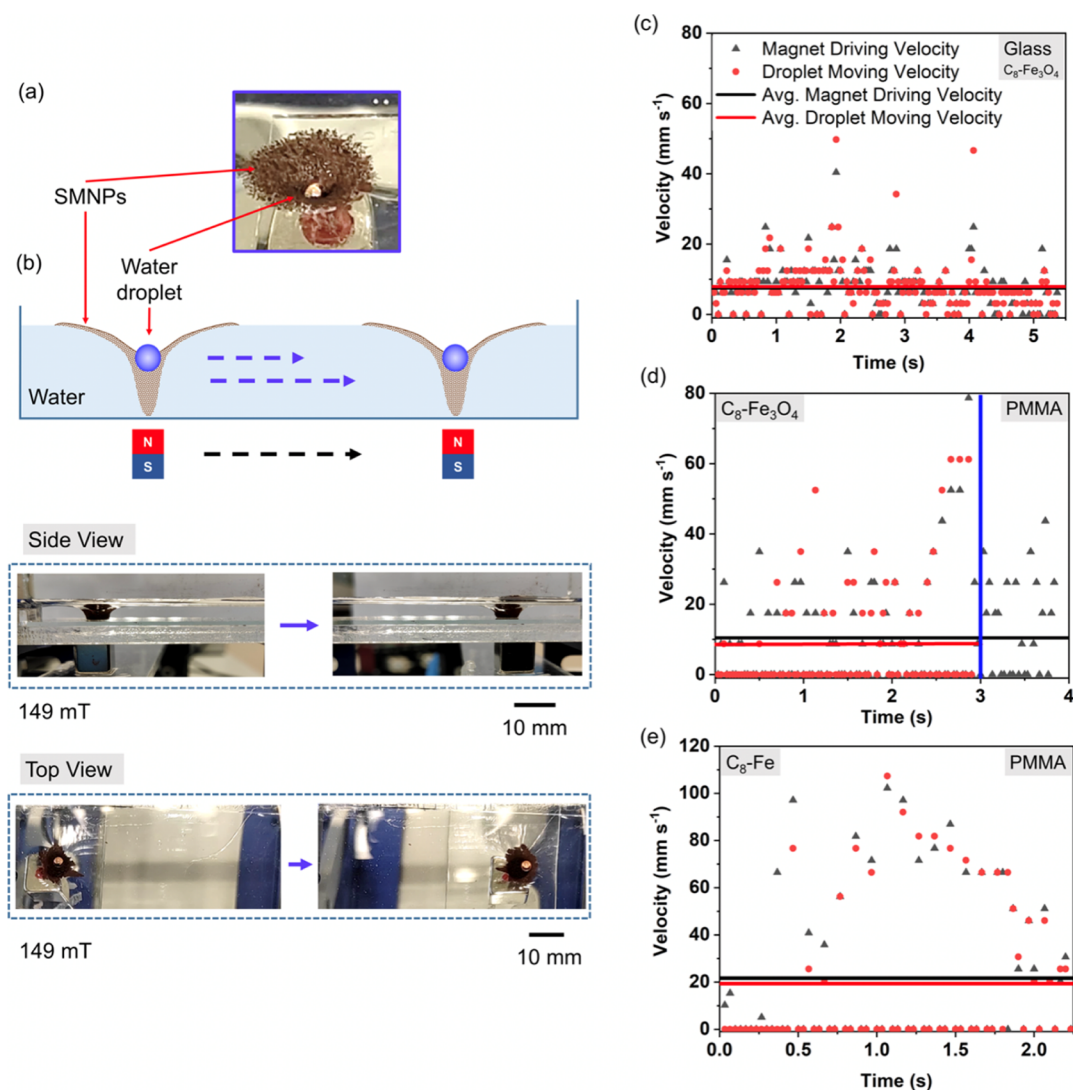 (a)
SMNPs
(b)
Water
droplet
Water
N
S
N
S
Side View
149 mT
10 mm
Top View
149 mT
10 mm
(c)
80
60
40
20
0
Velocity (mm s⁻¹)
Magnet Driving Velocity
Droplet Moving Velocity
Avg. Magnet Driving Velocity
Avg. Droplet Moving Velocity
Glass
C₈-Fe₃O₄
0 1 2 3 4 5
Time (s)
(d)
80
60
40
20
0
Velocity (mm s⁻¹)
C₈-Fe₃O₄
PMMA
0 1 2 3 4
Time (s)
(e)
120
100
80
60
40
20
0
Velocity (mm s⁻¹)
C₈-Fe
PMMA
0.0 0.5 1.0 1.5 2.0
Time (s)